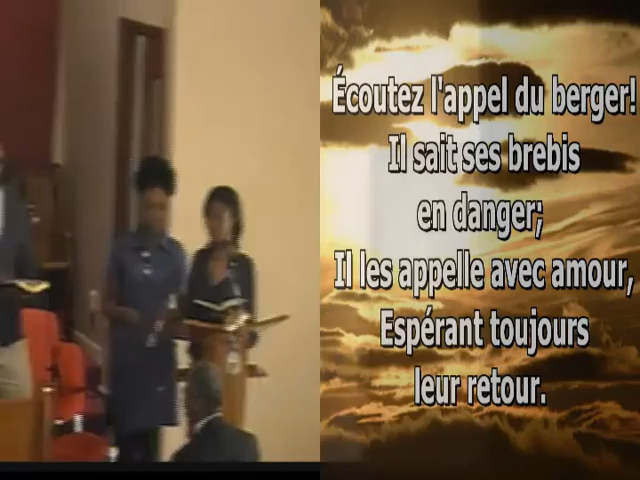 Écoutez l'appel du berger!
Il sait ses brebis
en danger;
Il les appelle avec amour,
Espérant toujours
leur retour.